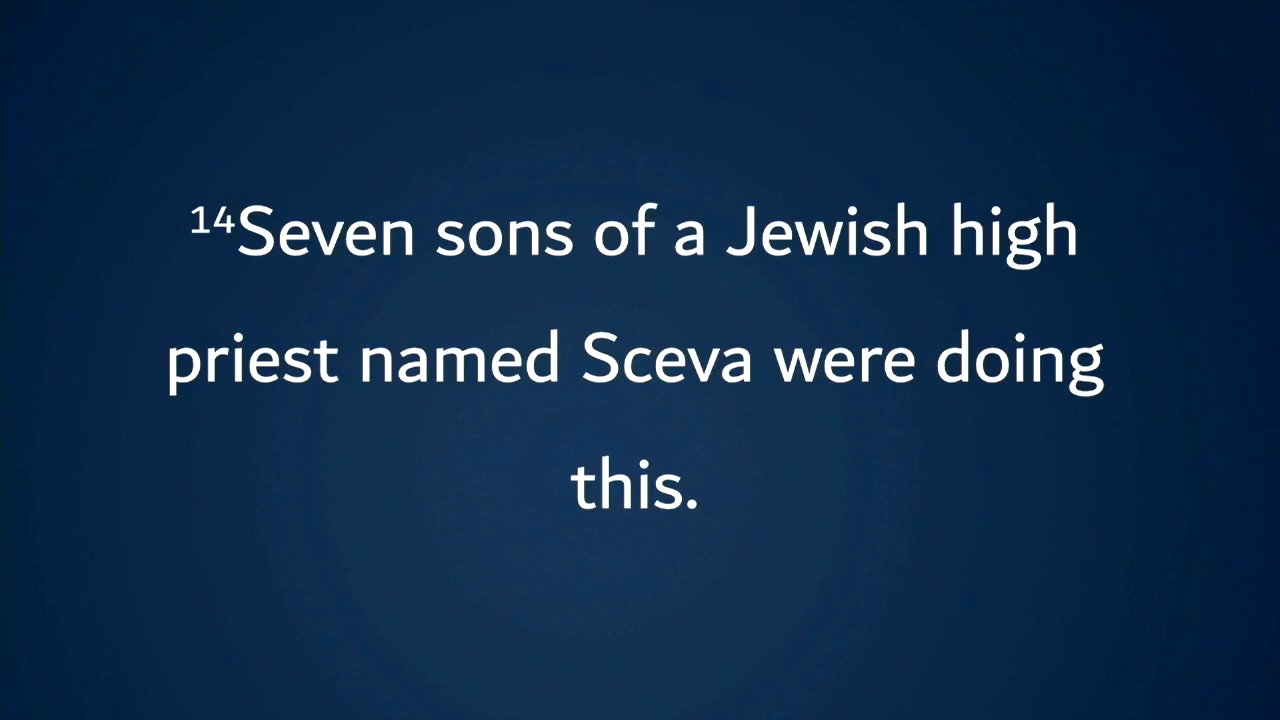 ¹⁴Seven sons of a Jewish high
priest named Sceva were doing
this.